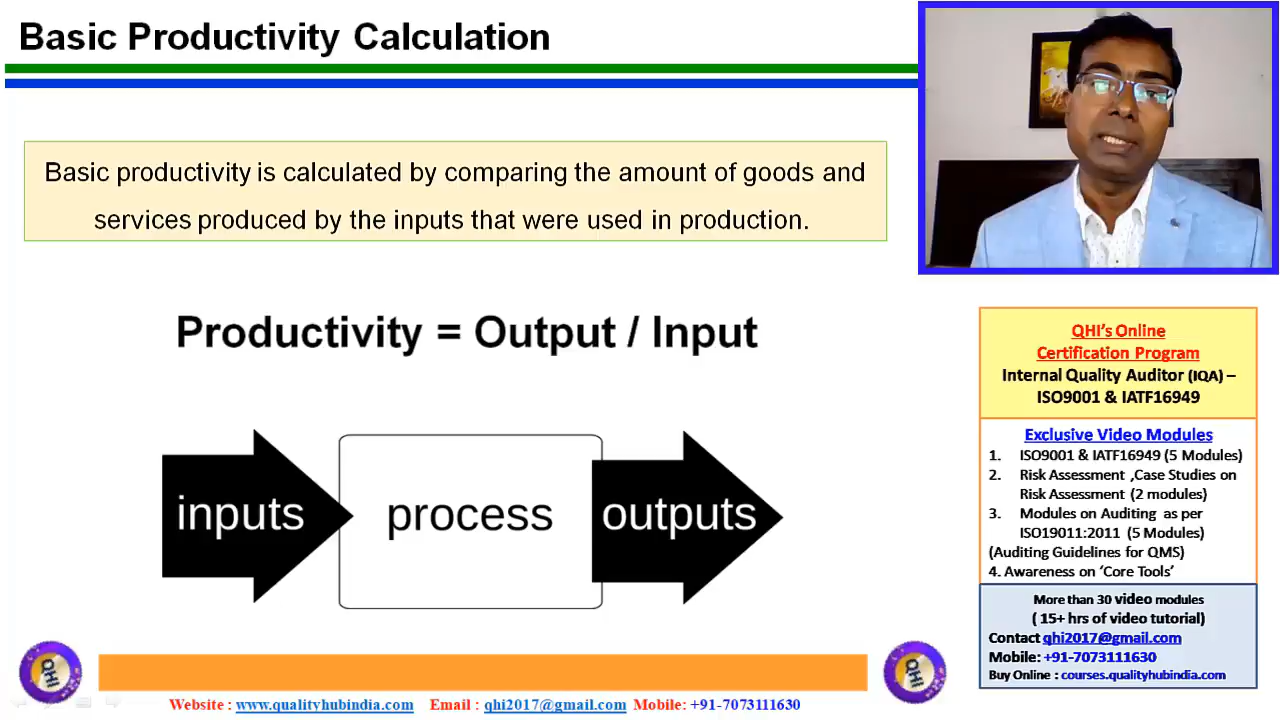 Basic Productivity Calculation
Basic productivity is calculated by comparing the amount of goods and
services produced by the inputs that were used in production.
Productivity = Output / Input
inputs
process
outputs
QHI's Online
Certification Program
Internal Quality Auditor (IQA) –
ISO9001 & IATF16949
Exclusive Video Modules
1. ISO9001 & IATF16949 (5 Modules)
2. Risk Assessment ,Case Studies on
Risk Assessment (2 modules)
3. Modules on Auditing as per
ISO19011:2011 (5 Modules)
(Auditing Guidelines for QMS)
4. Awareness on ‘Core Tools’
More than 30 video modules
( 15+ hrs of video tutorial)
Contact qhi2017@gmail.com
Mobile: +91-7073111630
Buy Online : courses.qualityhubindia.com
QHI
QHI
Website : www.qualityhubindia.com Email : qhi2017@gmail.com Mobile: +91-7073111630